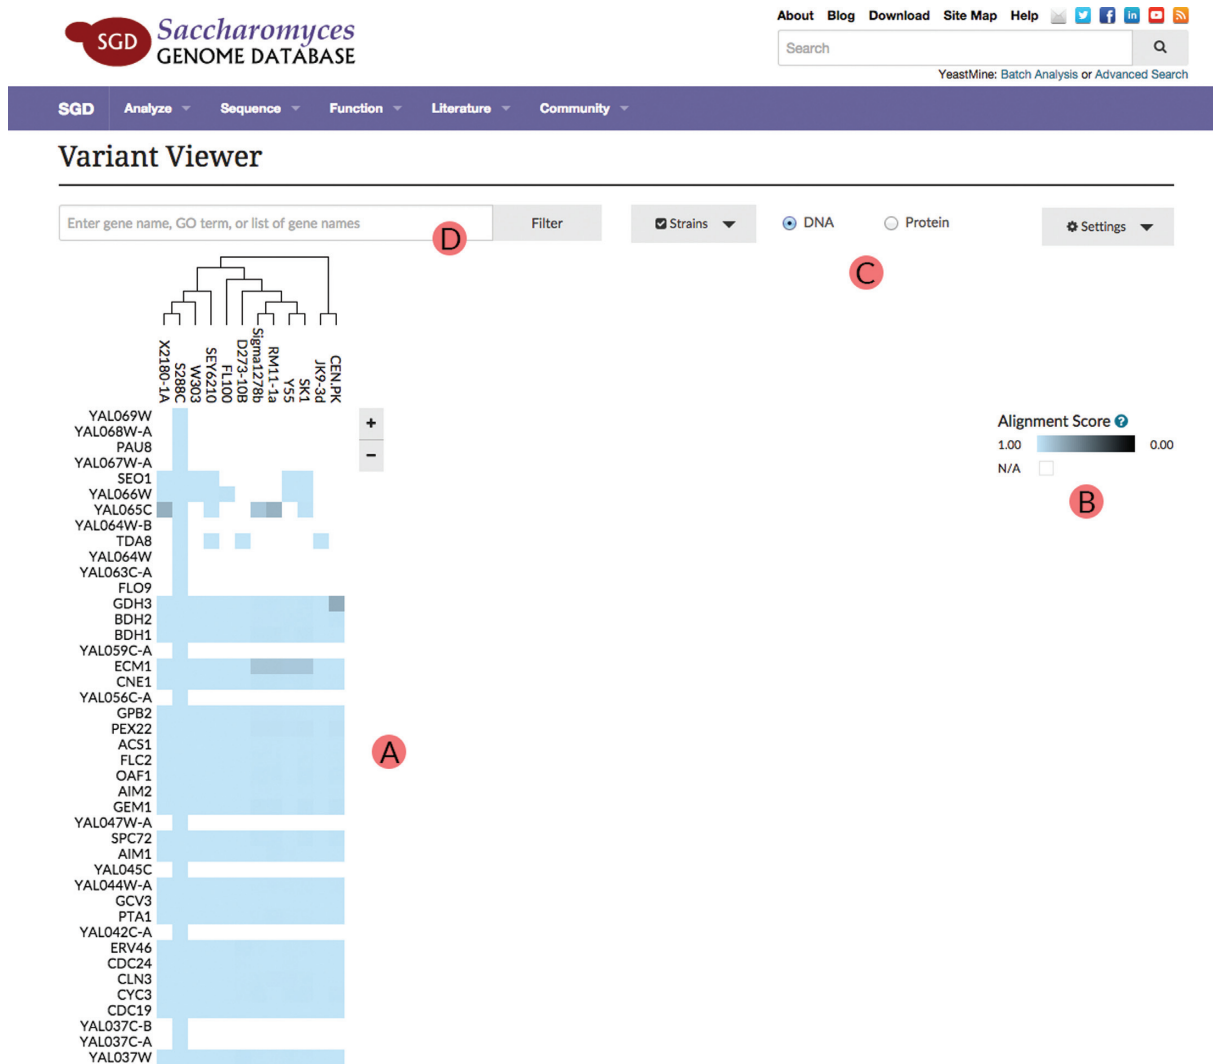 About Blog Download Site Map Help
SGD Saccharomyces
GENOME DATABASE
Search
YeastMine: Batch Analysis or Advanced Search
SGD Analyze Sequence Function Literature Community
Variant Viewer
Enter gene name, GO term, or list of gene names Filter Strains DNA Protein Settings
D
C
X2180-1A
S288C
W303
SEY6210
FL100
D273-10B
Sigma1278b
RM11-1a
Y55
SK1
JK9-3d
CEN.PK
YAL069W
+
YAL068W-A
PAU8
−
YAL067W-A
SEO1
YAL066W
YAL065C
YAL064W-B
TDA8
YAL064W
YAL063C-A
FLO9
GDH3
BDH2
BDH1
YAL059C-A
ECM1
CNE1
YAL056C-A
GPB2
PEX22
ACS1
FLC2
OAF1
AIM2
GEM1
YAL047W-A
SPC72
AIM1
YAL045C
YAL044W-A
GCV3
PTA1
YAL042C-A
ERV46
CDC24
CLN3
CYC3
CDC19
YAL037C-B
YAL037C-A
YAL037W
A
Alignment Score ?
1.00 0.00
N/A
B